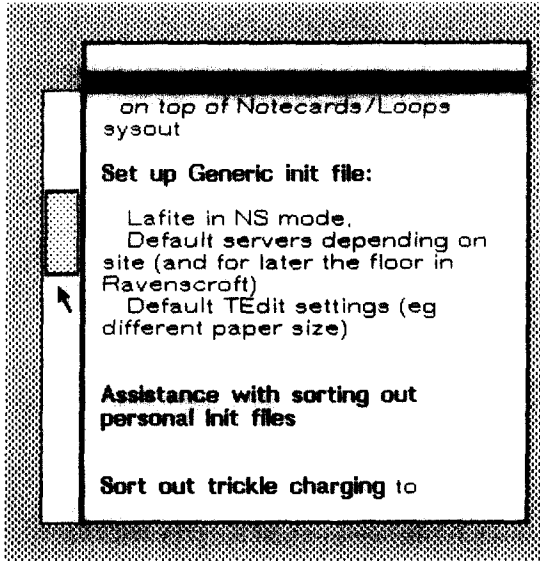 on top of Notecards/Loops
sysout
Set up Generic init file:
Lafite in NS mode,
Default servers depending on
site (and for later the floor in
Ravenscroft)
Default TEdit settings (eg
different paper size)
Assistance with sorting out
personal Init files
Sort out trickle charging to